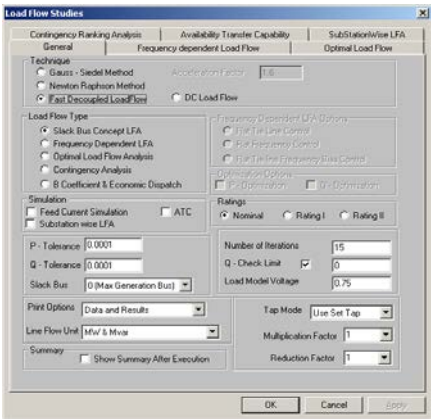 Load Flow Studies
Contingency Ranking Analysis
Availability Transfer Capability
SubStationWise LFA
General
Frequency dependent Load Flow
Optimal Load Flow
Technique
Gauss - Siedel Method
Acceleration Factor
1.6
Newton Raphson Method
Fast Decoupled LoadFlow
DC Load Flow
Load Flow Type
Slack Bus Concept LFA
Frequency Dependent LFA
Optimal Load Flow Analysis
Contingency Analysis
B Coefficient & Economic Dispatch
Frequency Dependent LFA Options
Flat Tie Line Control
Flat Frequency Control
Flat Tie-line Frequency Bias Control
Optimization Options
P - Optimization
Q - Optimization
Simulation
Feed Current Simulation
ATC
Substation wise LFA
Ratings
Nominal
Rating I
Rating II
P - Tolerance
0.0001
Q - Tolerance
0.0001
Slack Bus
0 (Max Generation Bus)
Number of Iterations
15
Q - Check Limit
0
Load Model Voltage
0.75
Print Options
Data and Results
Line Flow Unit
MW & Mvar
Tap Mode
Use Set Tap
Multiplication Factor
1
Reduction Factor
1
Summary
Show Summary After Execution
OK
Cancel
Apply